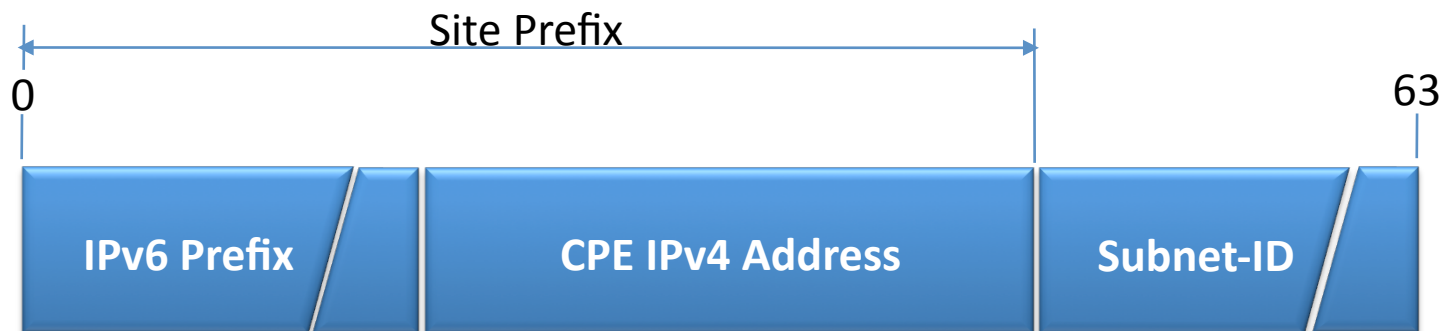 Site Prefix
0
63
IPv6 Prefix
CPE IPv4 Address
Subnet-ID